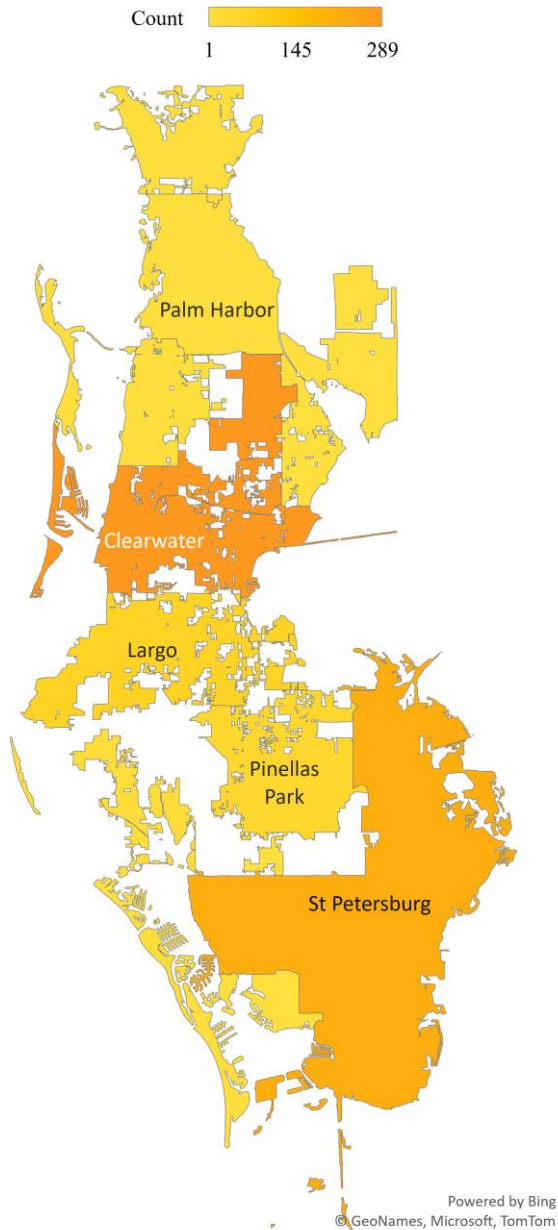 Count
1 145 289
Palm Harbor
Clearwater
Largo
Pinellas
Park
St Petersburg
Powered by Bing
© GeoNames, Microsoft, TomTom